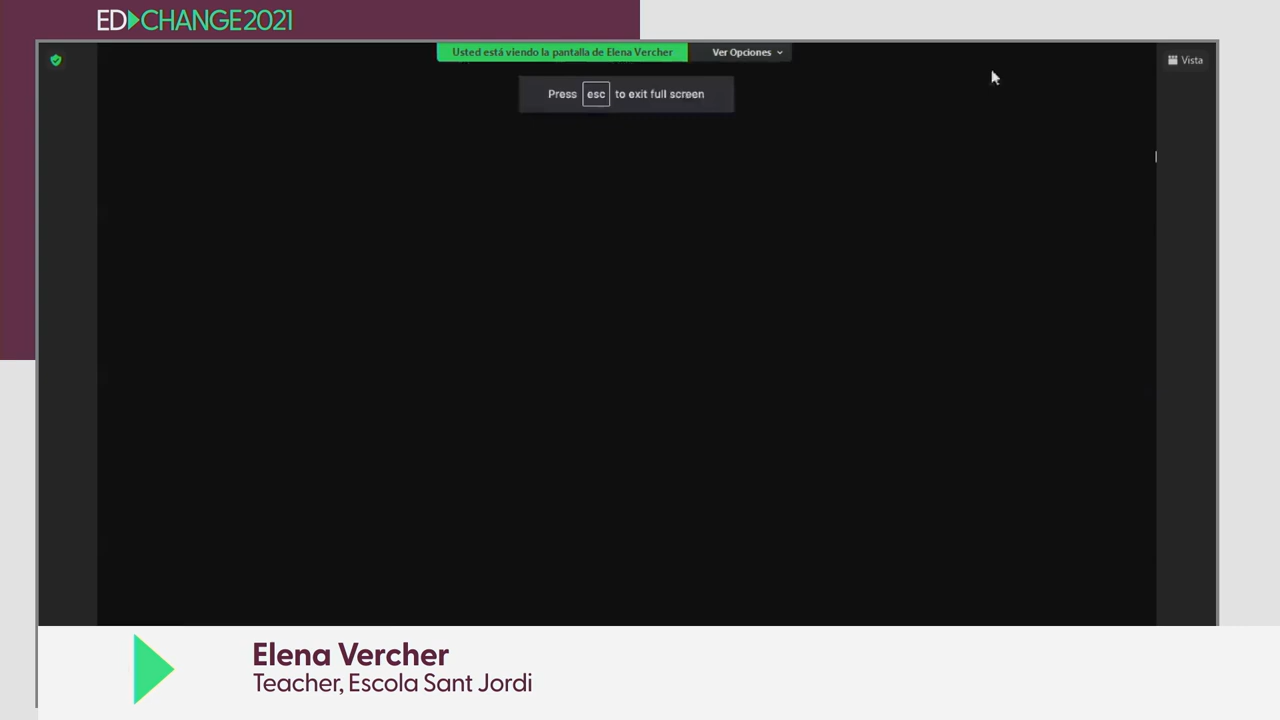 ED CHANGE2021
Usted está viendo la pantalla de Elena Vercher
Ver Opciones
Vista
Press esc to exit full screen
Elena Vercher
Teacher, Escola Sant Jordi